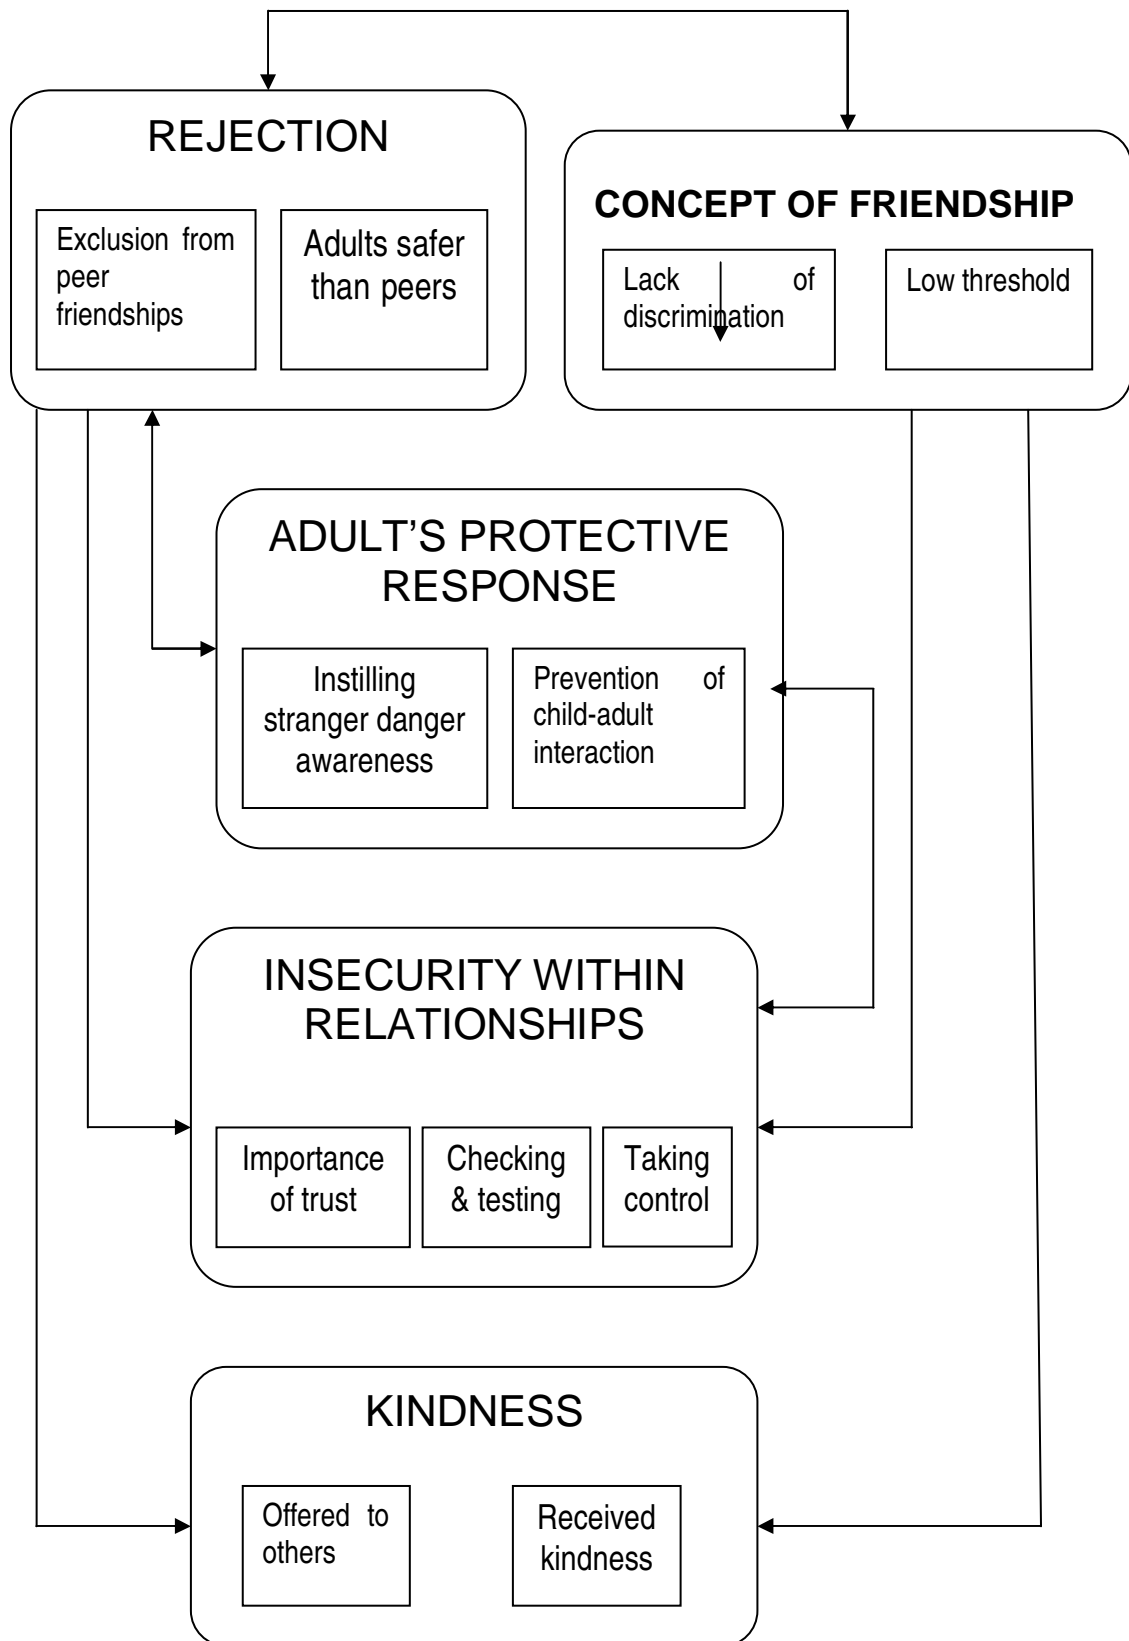 REJECTION
Exclusion from
peer
friendships
Adults safer
than peers
CONCEPT OF FRIENDSHIP
Lack of
discrimination
Low threshold
ADULT’S PROTECTIVE
RESPONSE
Instilling
stranger danger
awareness
Prevention of
child-adult
interaction
INSECURITY WITHIN
RELATIONSHIPS
Importance
of trust
Checking
& testing
Taking
control
KINDNESS
Offered to
others
Received
kindness